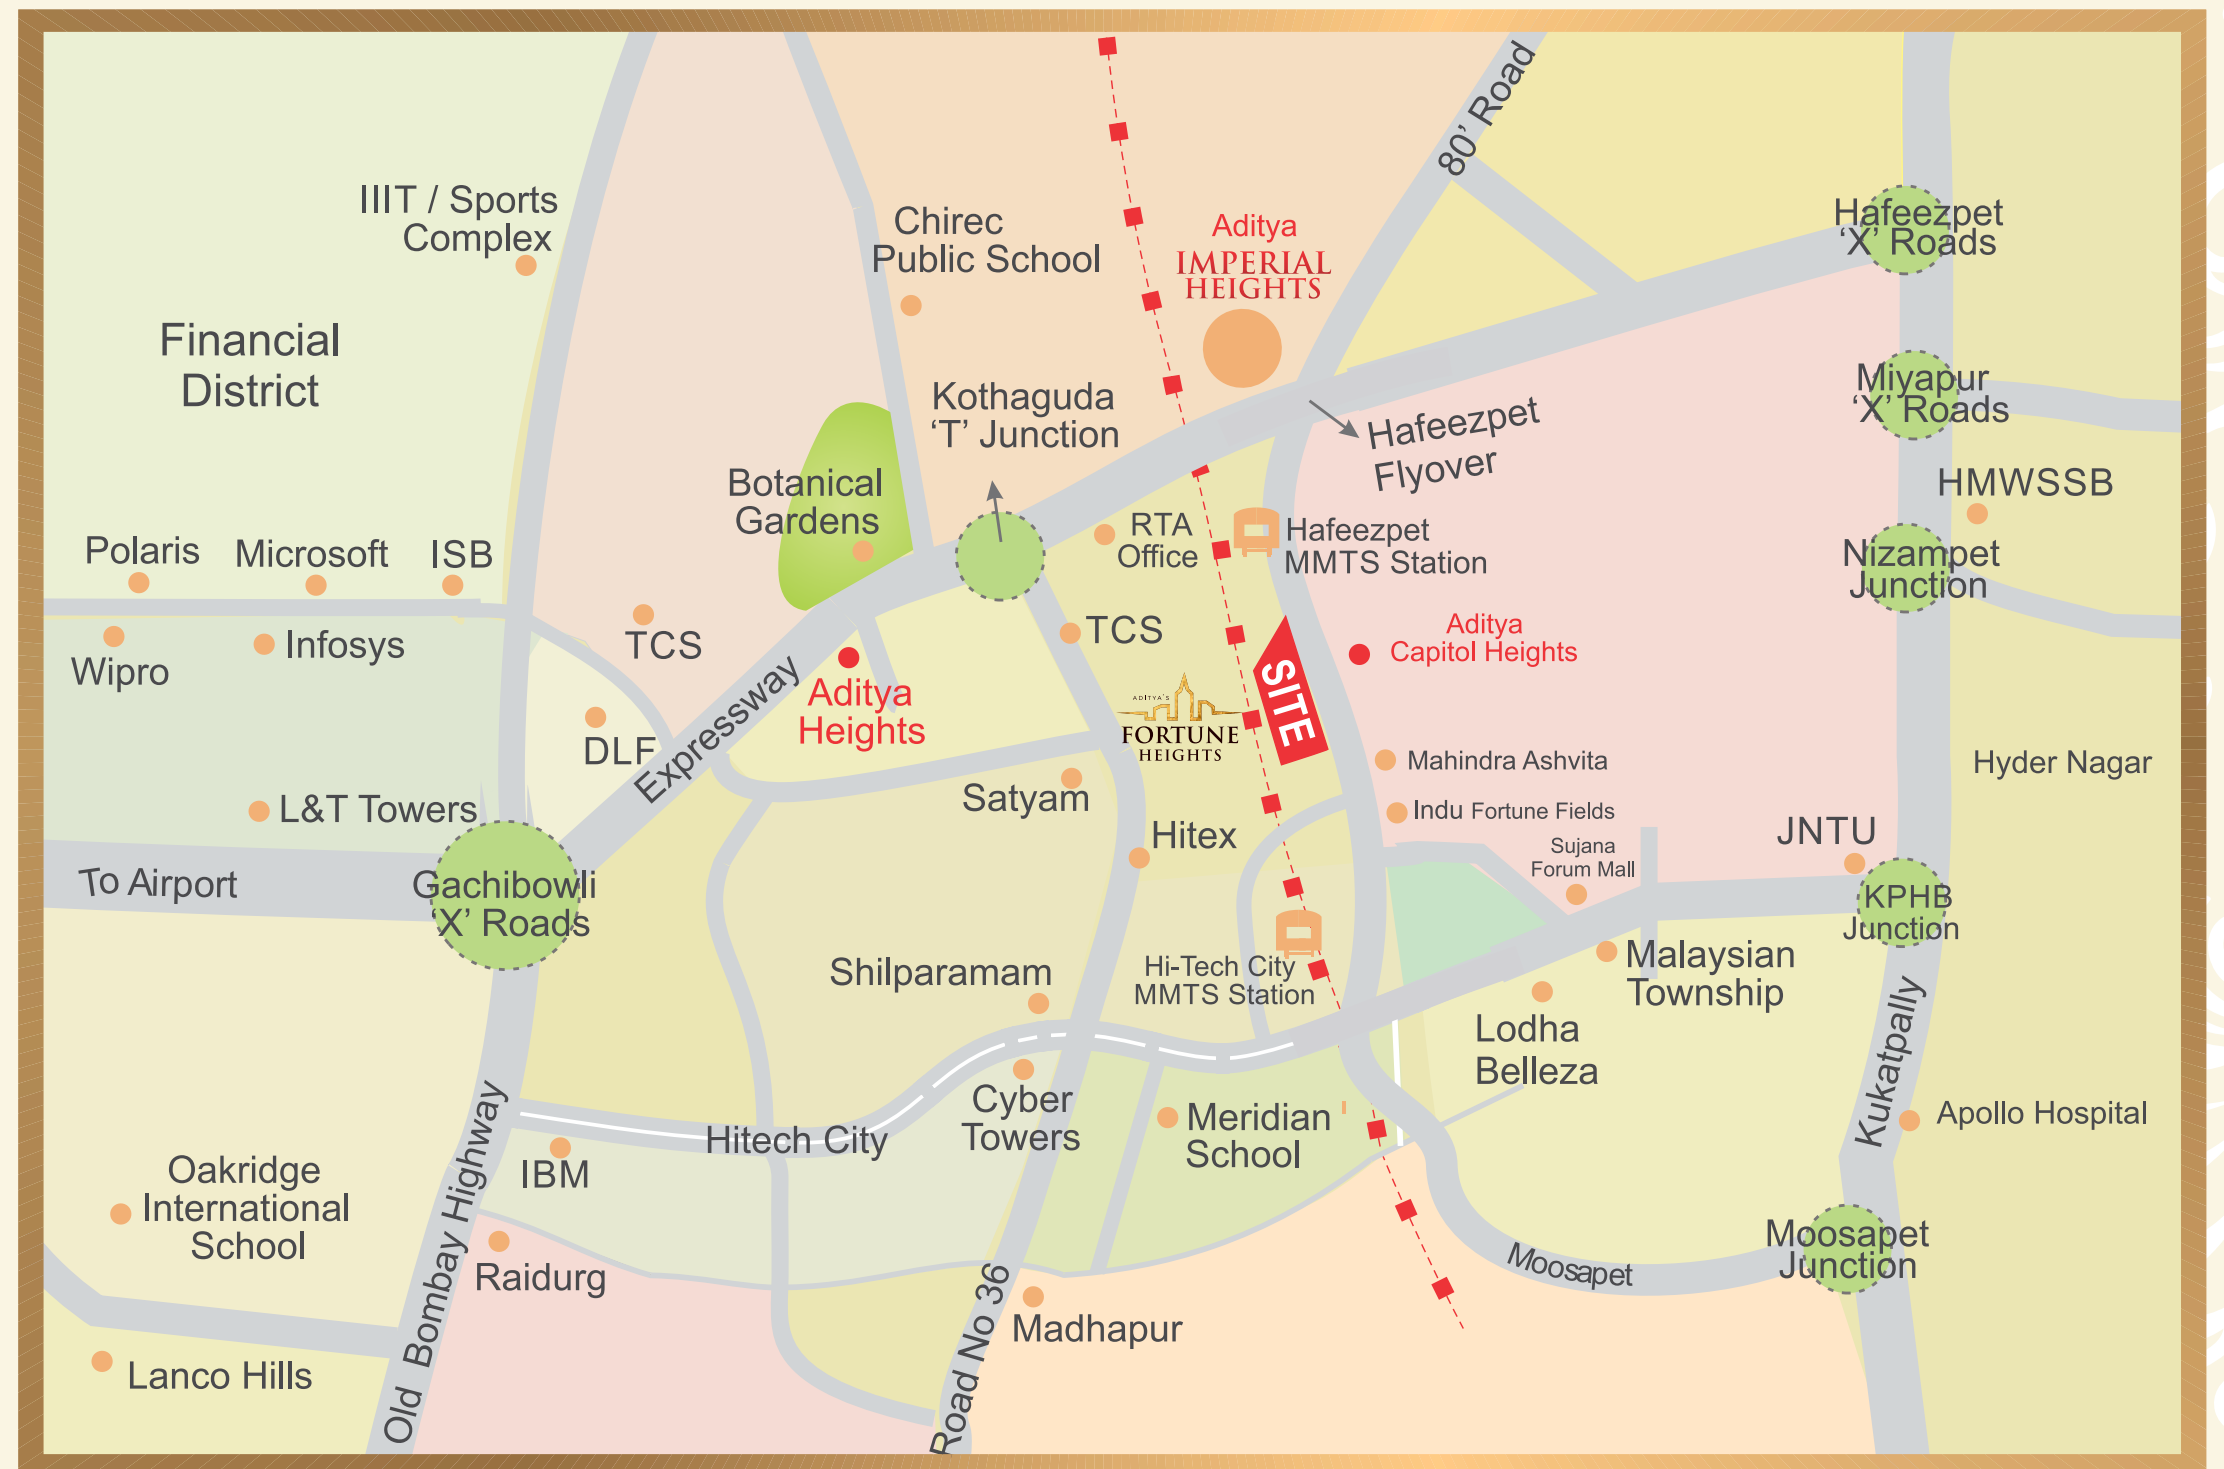 80' Road
IIIT / Sports
Complex
Chirec
Public School
Aditya
IMPERIAL
HEIGHTS
Hafeezpet
'X' Roads
Financial
District
Kothaguda
'T' Junction
Hafeezpet
Flyover
Miyapur
'X' Roads
Botanical
Gardens
HMWSSB
RTA
Office
Hafeezpet
MMTS Station
Nizampet
Junction
Polaris
Microsoft
ISB
Wipro
Infosys
TCS
TCS
Aditya
Capitol Heights
SITE
Aditya
Heights
ADITYA'S
FORTUNE
HEIGHTS
DLF
Expressway
Mahindra Ashvita
Hyder Nagar
Satyam
L&T Towers
Hitex
Indu Fortune Fields
Sujana
Forum Mall
JNTU
To Airport
Gachibowli
'X' Roads
KPHB
Junction
Shilparamam
Hi-Tech City
MMTS Station
Malaysian
Township
Lodha
Belleza
Kukatpally
Cyber
Towers
Meridian
School
Apollo Hospital
Hitech City
IBM
Old Bombay Highway
Oakridge
International
School
Raidurg
Moosapet
Moosapet
Junction
Road No 36
Madhapur
Lanco Hills